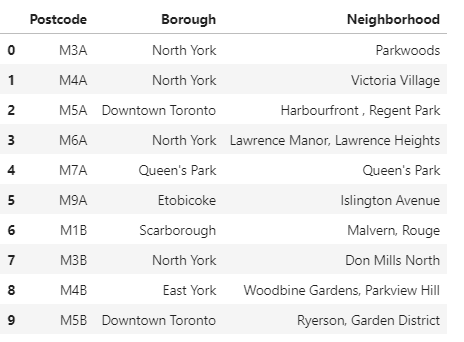 Postcode Borough Neighborhood
0 M3A North York Parkwoods
1 M4A North York Victoria Village
2 M5A Downtown Toronto Harbourfront , Regent Park
3 M6A North York Lawrence Manor, Lawrence Heights
4 M7A Queen's Park Queen's Park
5 M9A Etobicoke Islington Avenue
6 M1B Scarborough Malvern, Rouge
7 M3B North York Don Mills North
8 M4B East York Woodbine Gardens, Parkview Hill
9 M5B Downtown Toronto Ryerson, Garden District